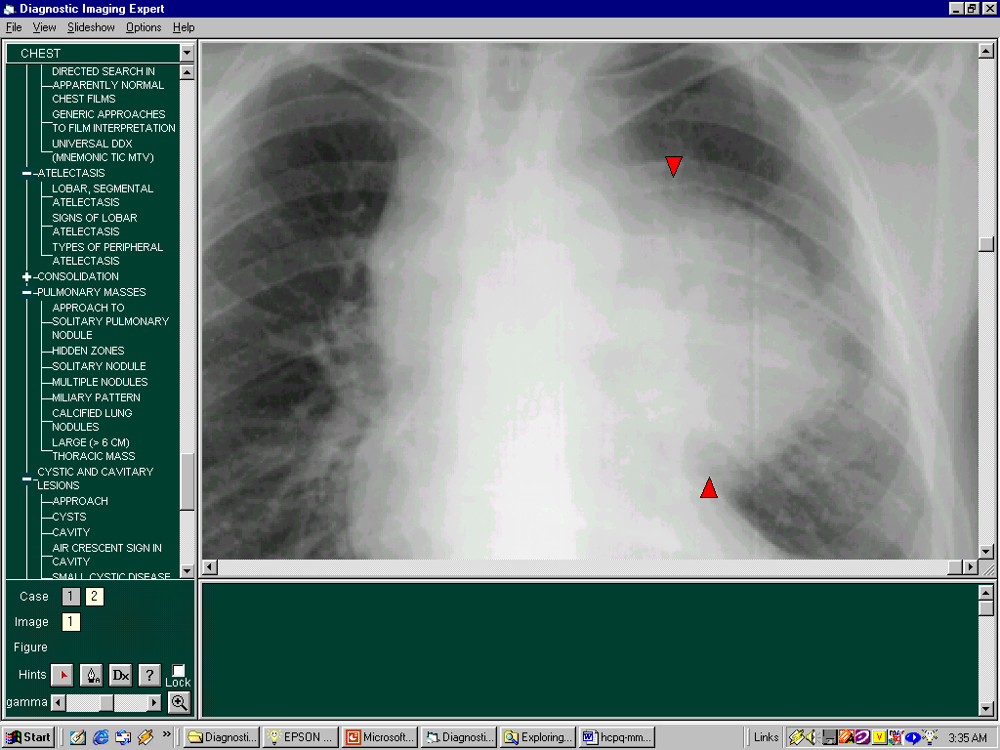 Diagnostic Imaging Expert
File View Slideshow Options Help
CHEST
DIRECTED SEARCH IN
APPARENTLY NORMAL
CHEST FILMS
GENERIC APPROACHES
TO FILM INTERPRETATION
UNIVERSAL DDX
(MNEMONIC TIC MTV)
ATELECTASIS
LOBAR, SEGMENTAL
ATELECTASIS
SIGNS OF LOBAR
ATELECTASIS
TYPES OF PERIPHERAL
ATELECTASIS
CONSOLIDATION
PULMONARY MASSES
APPROACH TO
SOLITARY PULMONARY
NODULE
HIDDEN ZONES
SOLITARY NODULE
MULTIPLE NODULES
MILIARY PATTERN
CALCIFIED LUNG
NODULES
LARGE (> 6 CM)
THORACIC MASS
CYSTIC AND CAVITARY
LESIONS
APPROACH
CYSTS
CAVITY
AIR CRESCENT SIGN IN
CAVITY
SMALL CYSTIC DISEASE
Case 1 2
Image 1
Figure
Hints Dx ? Lock
gamma
Start » Diagnosti... EPSON ... Microsoft... Diagnosti... Exploring... hcpq-mm... Links 3:35 AM